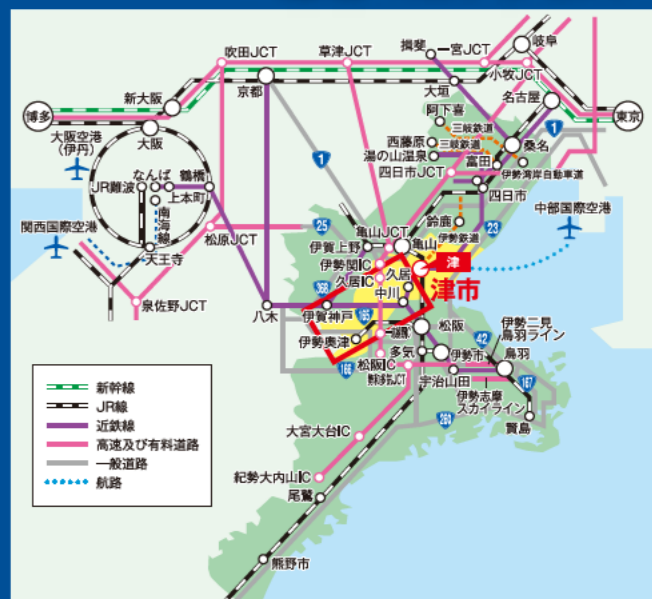 岐阜
揖斐
一宮JCT
吹田JCT
草津JCT
小牧JCT
新大阪
京都
大垣
名古屋
博多
東京
大阪空港
(伊丹)
大阪
阿下喜
三岐鉄道
1
1
西藤原
三岐鉄道
桑名
湯の山温泉
富田
伊勢湾岸自動車道
なんば
鶴橋
JR難波
上本町
四日市JCT
四日市
南海線
鈴鹿
中部国際空港
関西国際空港
25
伊勢鉄道
23
松原JCT
亀山JCT
亀山
伊賀上野
天王寺
伊勢関IC
津
久居IC
久居
津市
368
中川
泉佐野JCT
八木
伊賀神戸
165
松阪
42
伊勢二見
鳥羽ライン
伊勢奥津
多気
伊勢市
鳥羽
166
松阪IC
宇治山田
167
伊勢志摩
スカイライン
賢島
260
大宮大台IC
紀勢大内山IC
尾鷲
熊野市
新幹線
JR線
近鉄線
高速及び有料道路
一般道路
航路